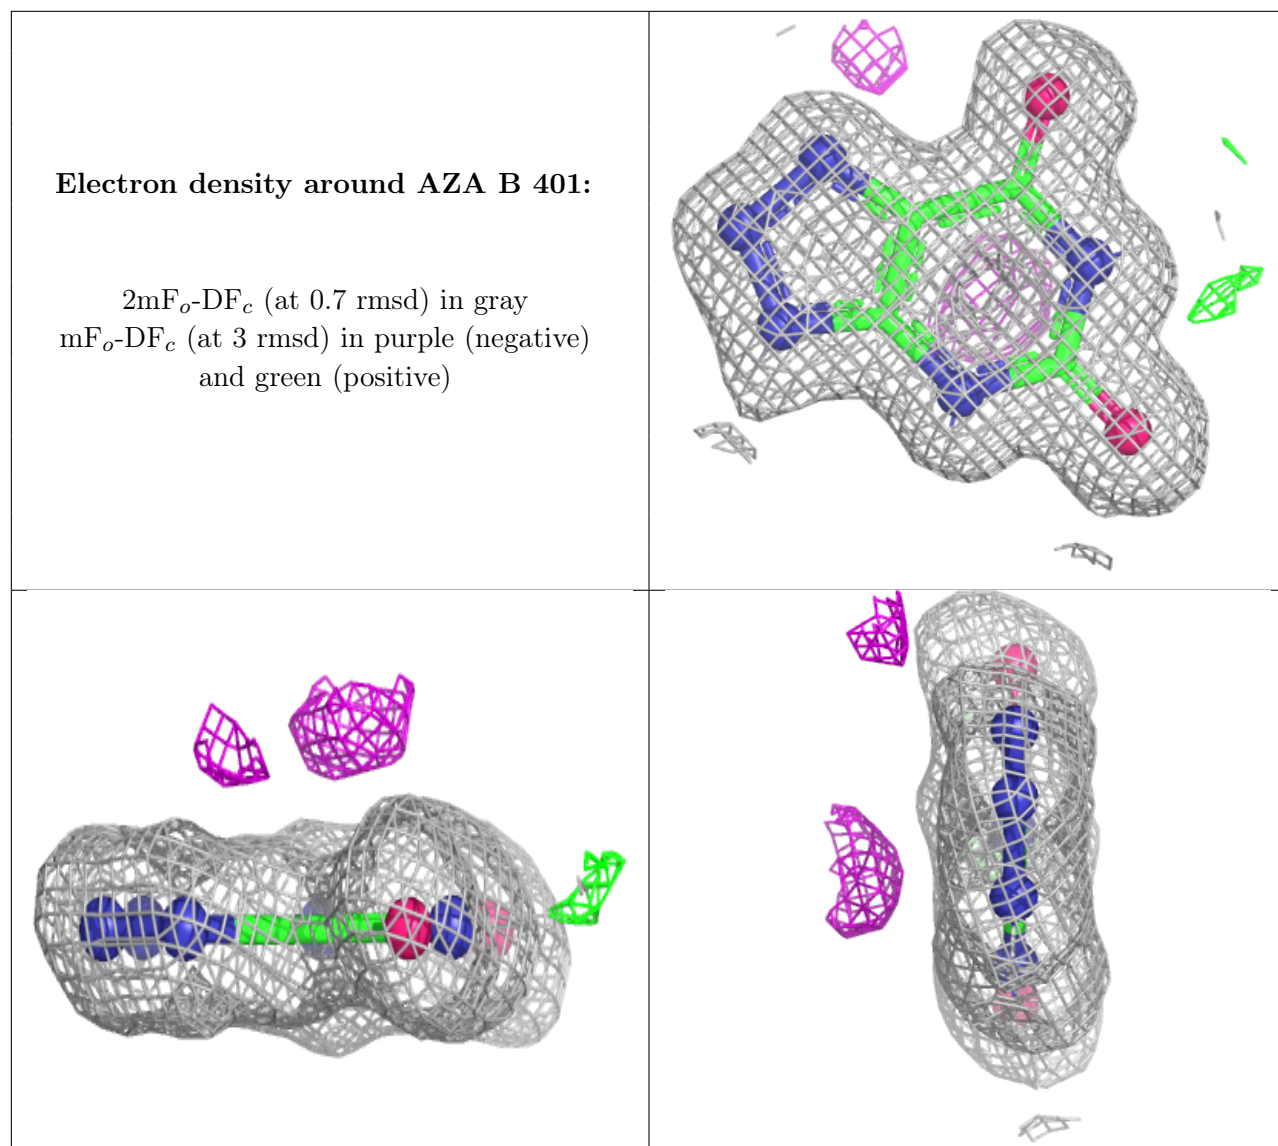 Electron density around AZA B 401:
2mFo-DFc (at 0.7 rmsd) in gray
mFo-DFc (at 3 rmsd) in purple (negative)
and green (positive)